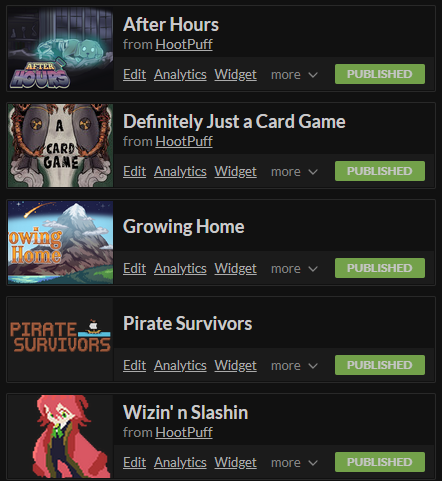 After Hours
from HootPuff
AFTER
HOURS
Edit Analytics Widget more PUBLISHED
Definitely Just a Card Game
from HootPuff
A
CARD
GAME
Edit Analytics Widget more PUBLISHED
Growing Home
owing
Home
Edit Analytics Widget more PUBLISHED
Pirate Survivors
PIRATE
SURVIVORS
Edit Analytics Widget more PUBLISHED
Wizin' n Slashin
from HootPuff
Edit Analytics Widget more PUBLISHED